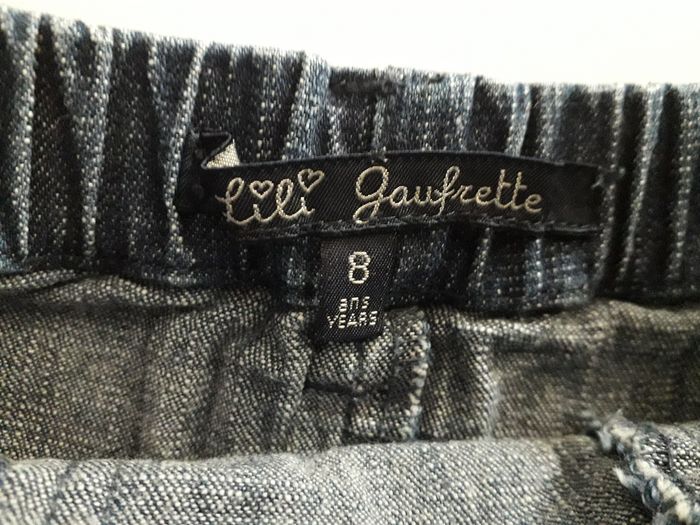 Lili Gaufrette
8
ans
YEARS